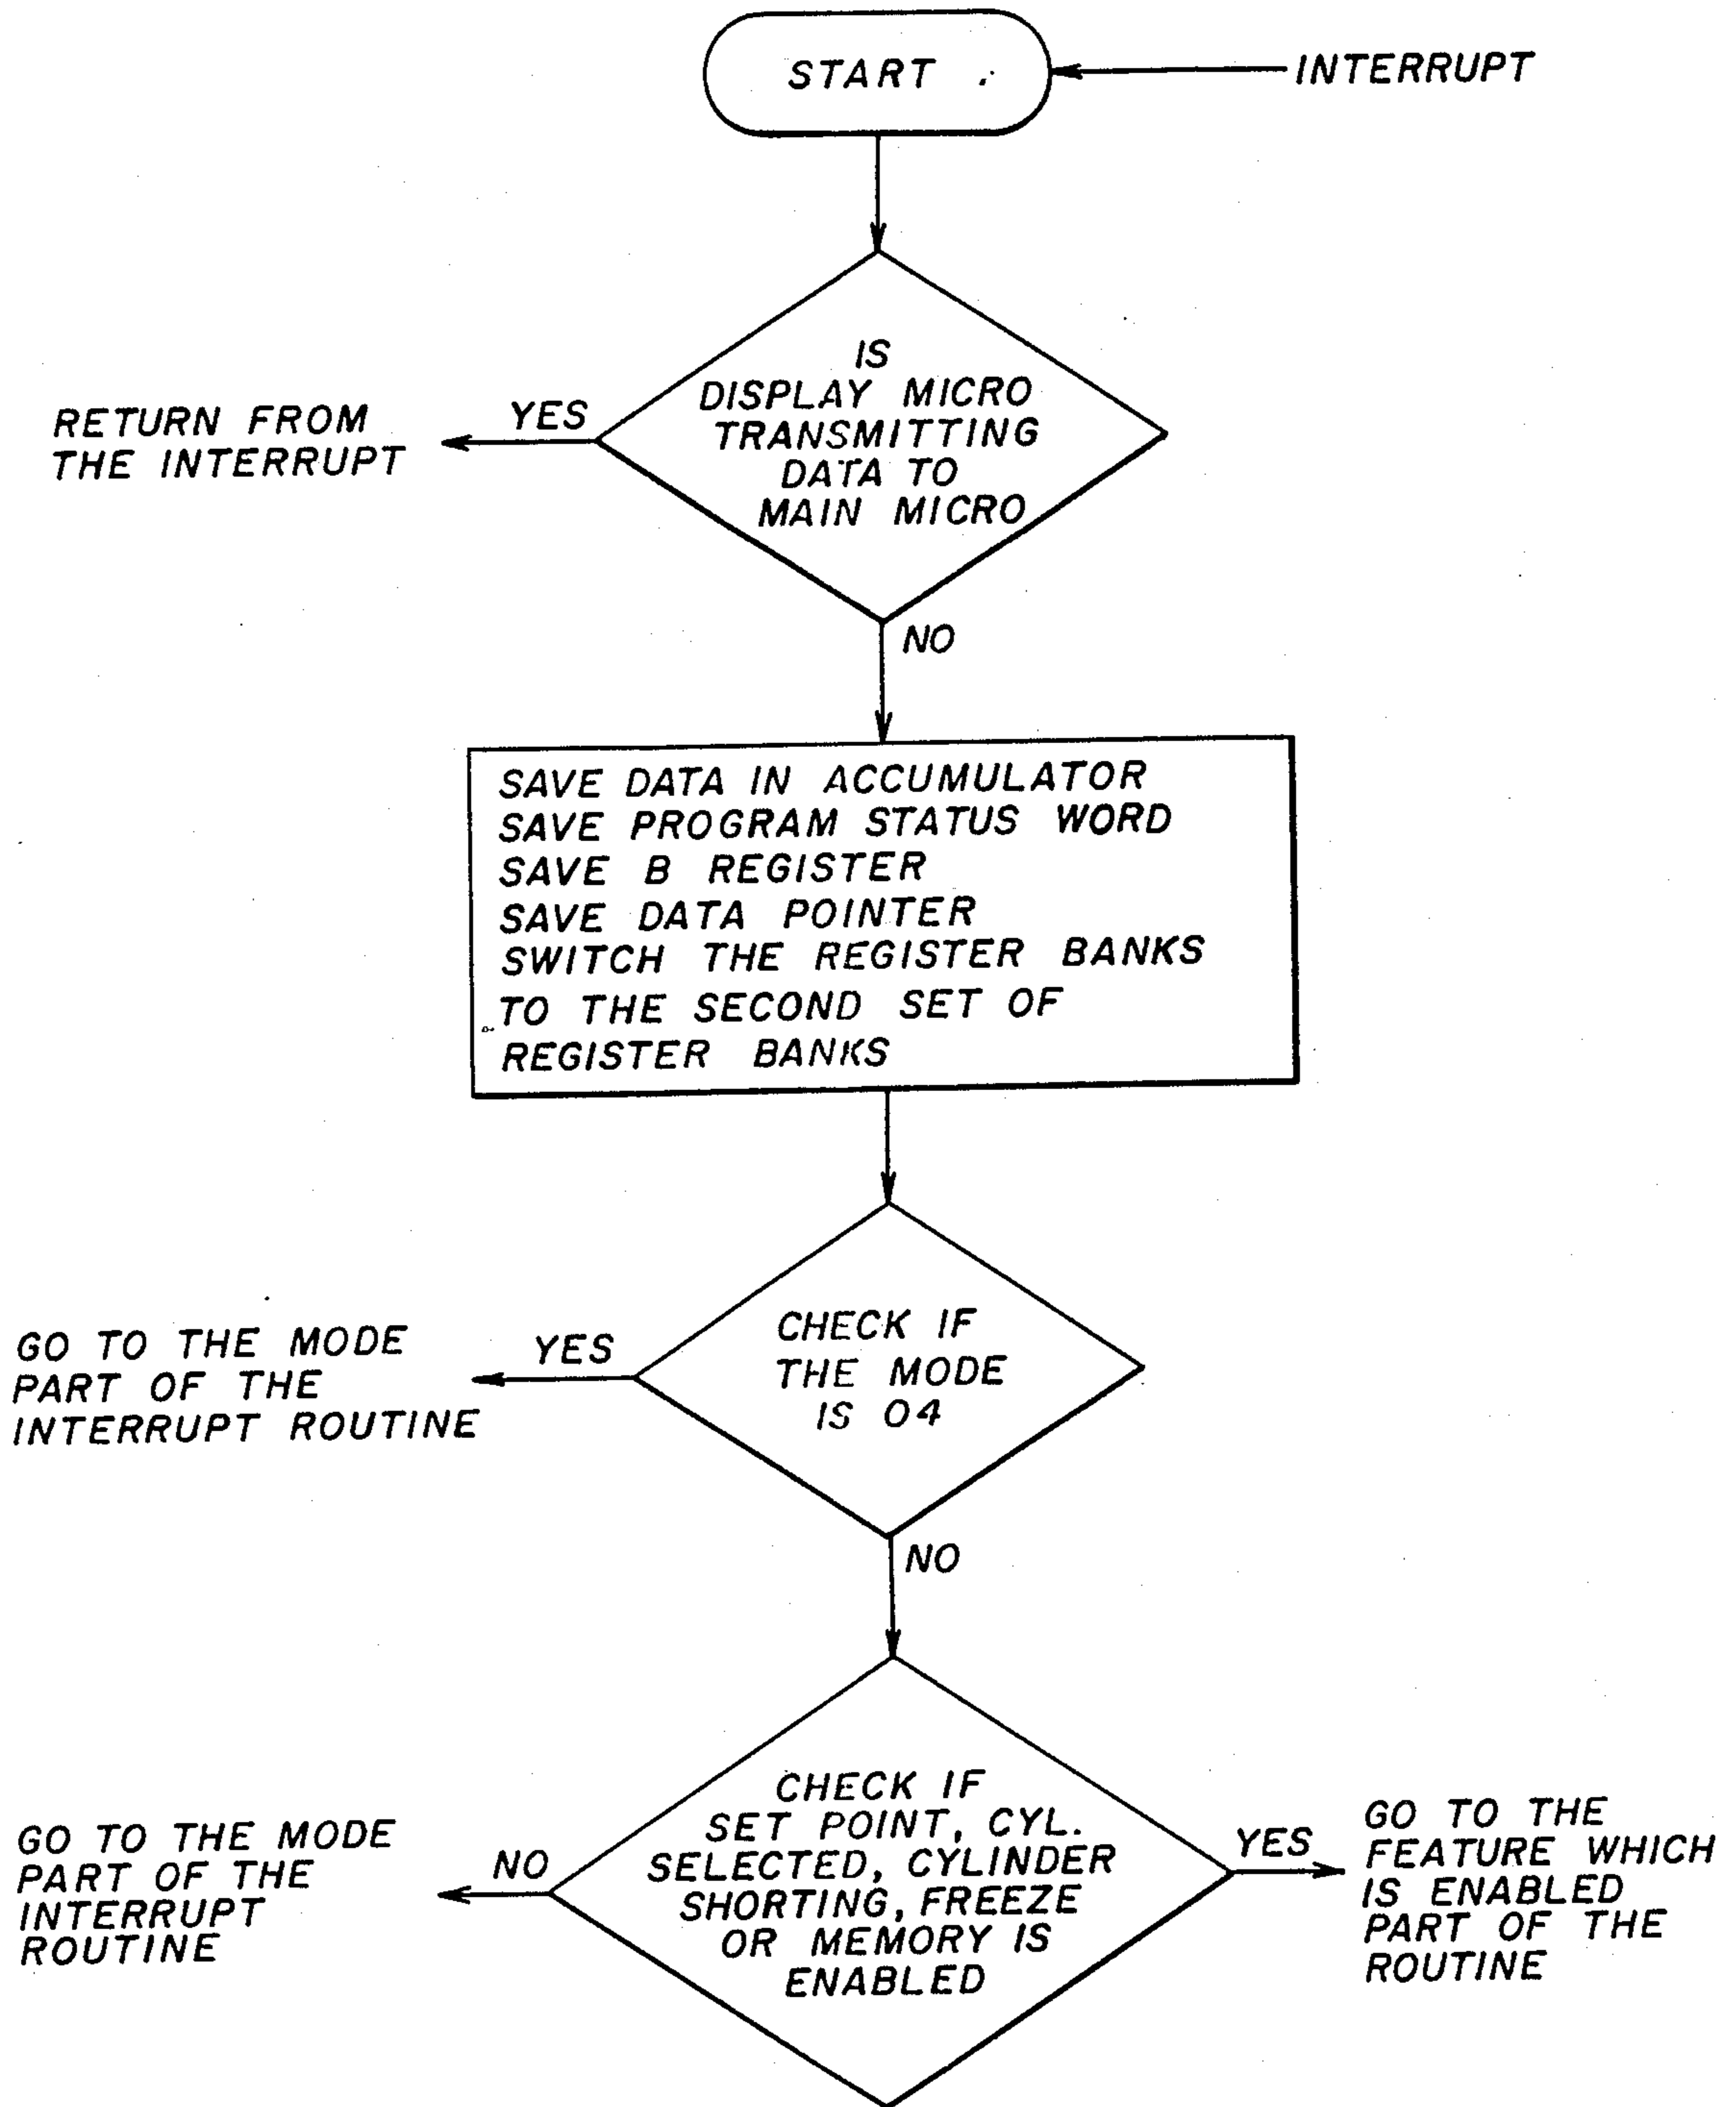 START
INTERRUPT
IS
DISPLAY MICRO
TRANSMITTING
DATA TO
MAIN MICRO
YES
RETURN FROM
THE INTERRUPT
NO
SAVE DATA IN ACCUMULATOR
SAVE PROGRAM STATUS WORD
SAVE B REGISTER
SAVE DATA POINTER
SWITCH THE REGISTER BANKS
TO THE SECOND SET OF
REGISTER BANKS
CHECK IF
THE MODE
IS 04
YES
GO TO THE MODE
PART OF THE
INTERRUPT ROUTINE
NO
CHECK IF
SET POINT, CYL.
SELECTED, CYLINDER
SHORTING, FREEZE
OR MEMORY IS
ENABLED
NO
GO TO THE MODE
PART OF THE
INTERRUPT
ROUTINE
YES
GO TO THE
FEATURE WHICH
IS ENABLED
PART OF THE
ROUTINE